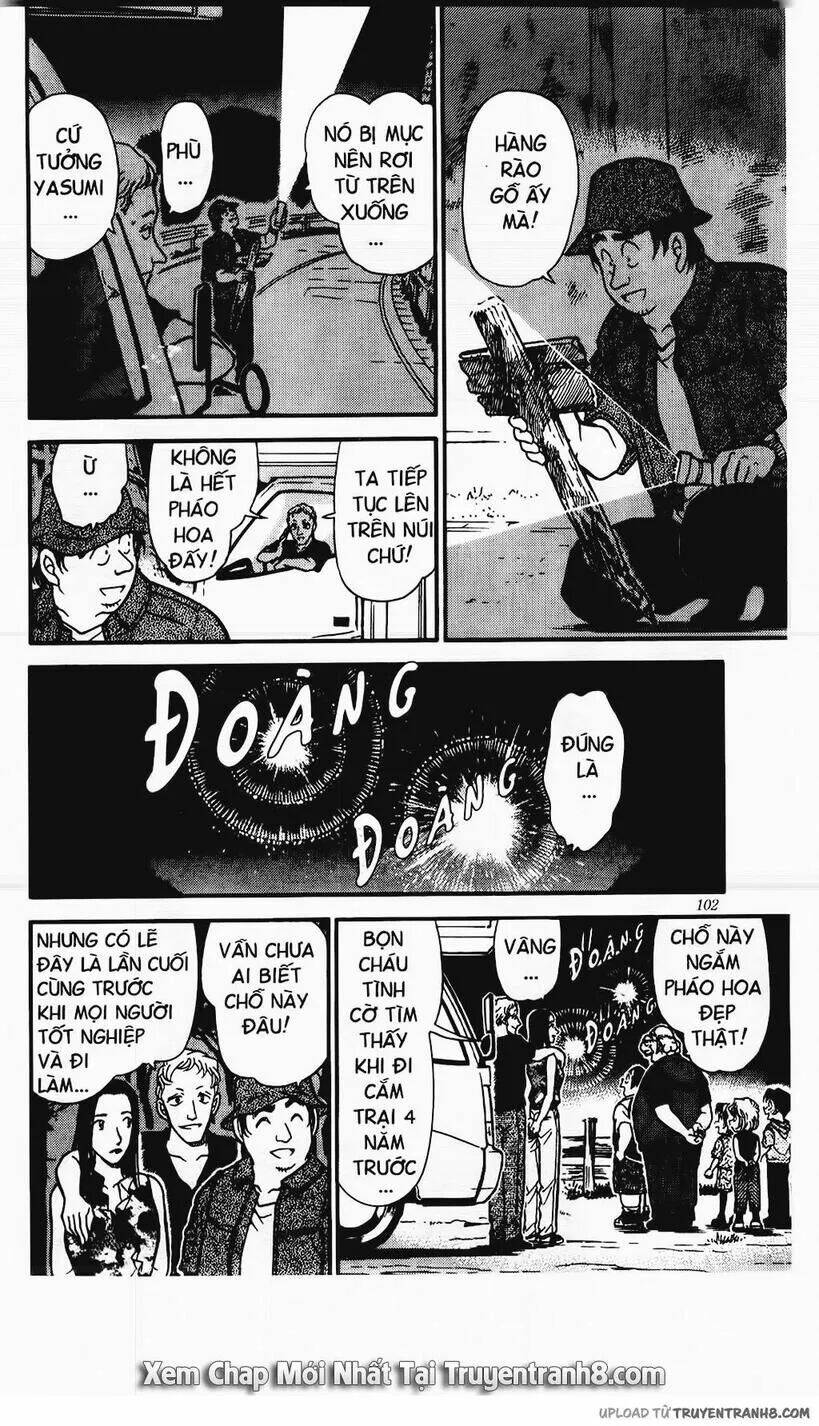 HÀNG
RÀO
GỖ ẤY
MÀ!
NÓ BỊ MỤC
NÊN RƠI
TỪ TRÊN
XUỐNG
...
PHÙ
...
CỨ
TƯỞNG
YASUMI
...
TA TIẾP
TỤC LÊN
TRÊN NÚI
CHỨ!
KHÔNG
LÀ HẾT
PHÁO
HOA
ĐẤY!
Ừ
...
ĐÚNG
LÀ
...
ĐOÀNG
ĐOÀNG
102
CHỖ NÀY
NGẮM
PHÁO HOA
ĐẸP
THẬT!
ĐOÀNG
ĐOÀNG
VÂNG
...
BỌN
CHÁU
TÌNH
CỜ TÌM
THẤY
KHI ĐI
CẮM
TRẠI 4
NĂM
TRƯỚC
...
VẪN CHƯA
AI BIẾT
CHỖ NÀY
ĐÂU!
NHƯNG CÓ LẼ
ĐÂY LÀ LẦN CUỐI
CÙNG TRƯỚC
KHI MỌI NGƯỜI
TỐT NGHIỆP
VÀ ĐI
LÀM...
Xem Chap Mới Nhất Tại Truyentranh8.com
UPLOAD TỪ TRUYENTRANH8.COM